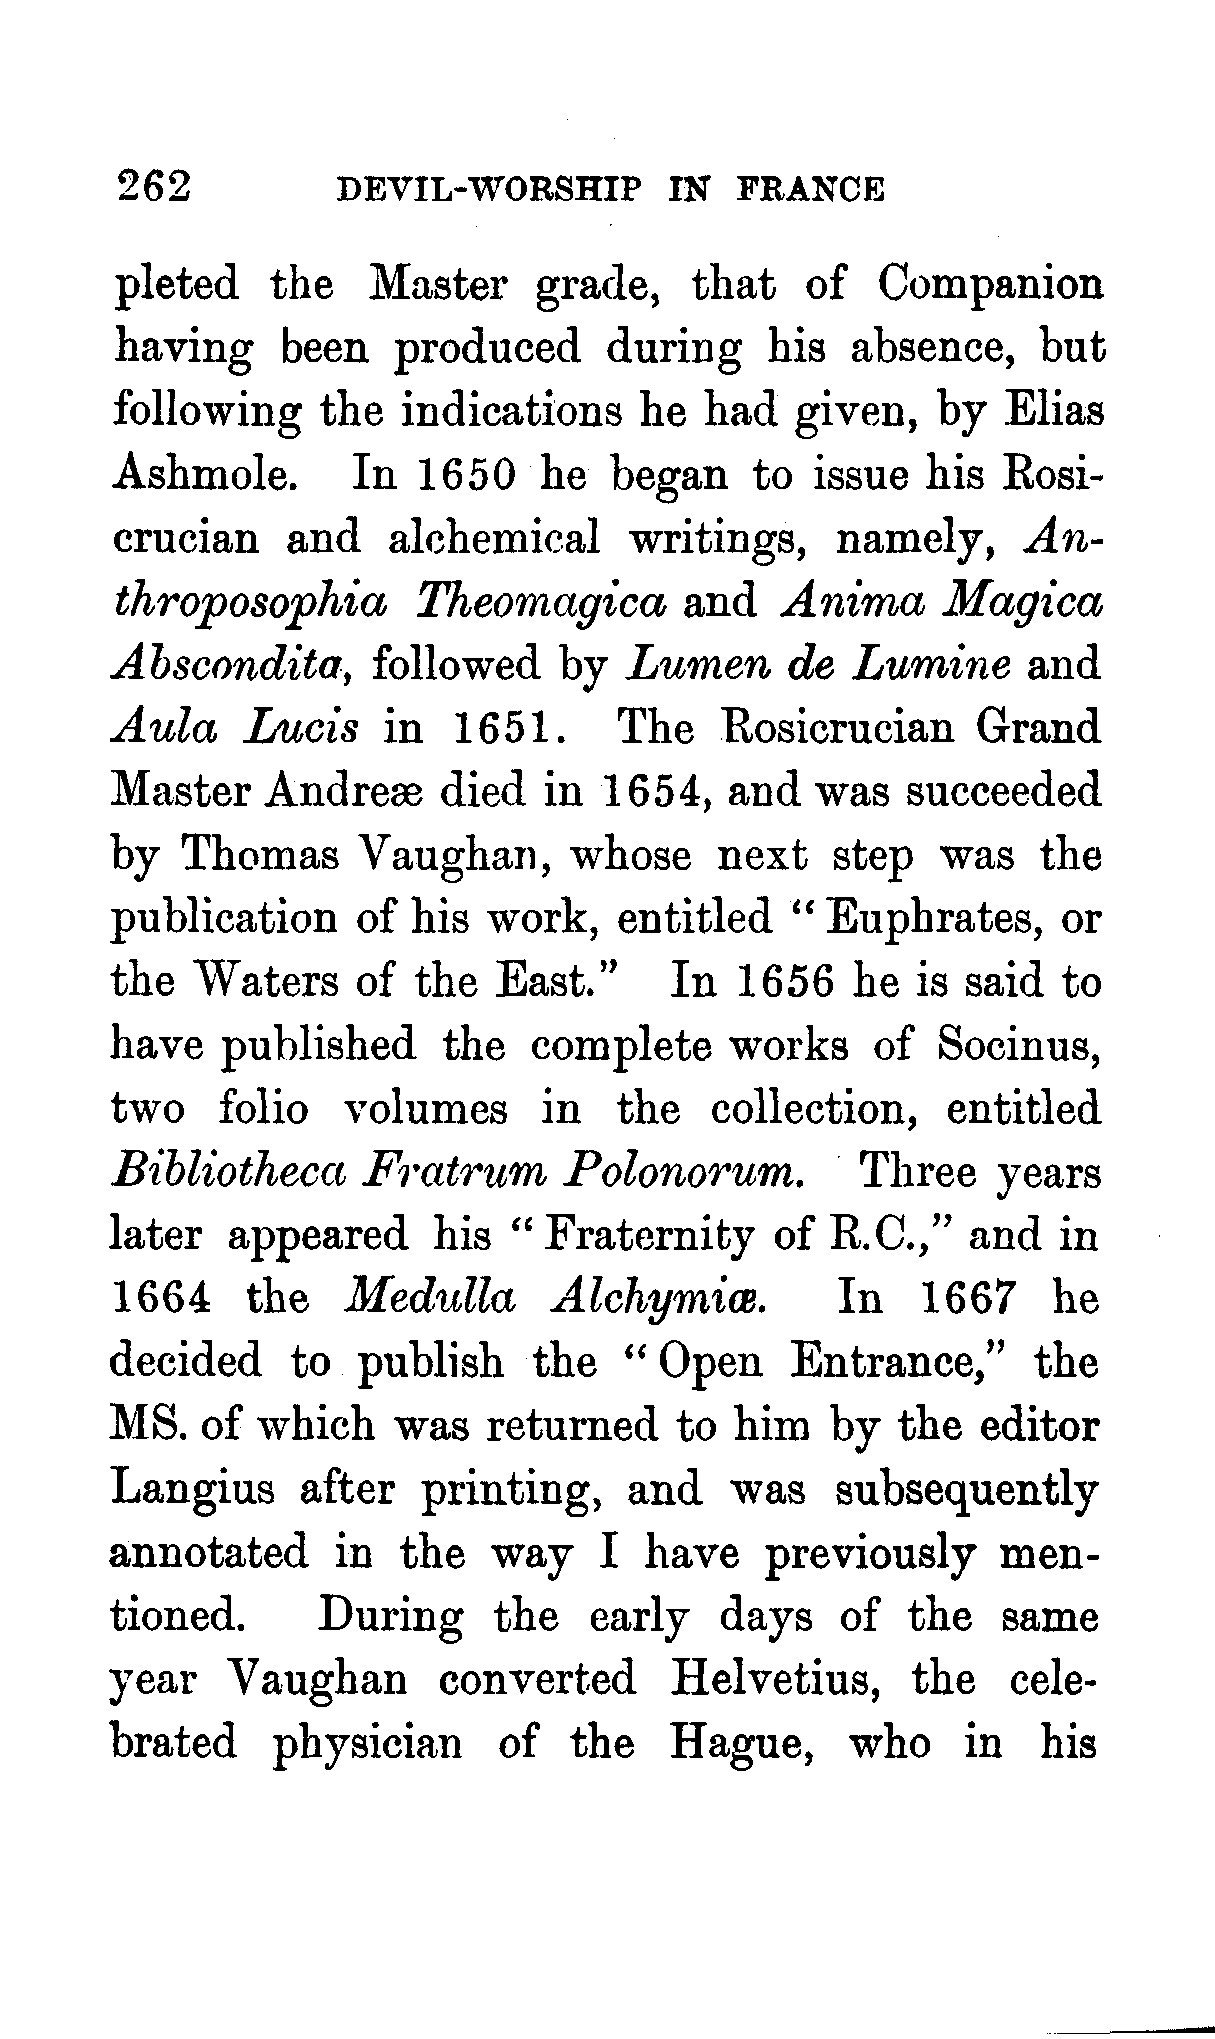 262 DEVIL-WORSHIP IN FRANCE
pleted the Master grade, that of Companion
having been produced during his absence, but
following the indications he had given, by Elias
Ashmole. In 1650 he began to issue his Rosi-
crucian and alchemical writings, namely, An-
throposophia Theomagica and Anima Magica
Abscondita, followed by Lumen de Lumine and
Aula Lucis in 1651. The Rosicrucian Grand
Master Andreæ died in 1654, and was succeeded
by Thomas Vaughan, whose next step was the
publication of his work, entitled “Euphrates, or
the Waters of the East.” In 1656 he is said to
have published the complete works of Socinus,
two folio volumes in the collection, entitled
Bibliotheca Fratrum Polonorum. Three years
later appeared his “Fraternity of R.C.,” and in
1664 the Medulla Alchymiæ. In 1667 he
decided to publish the “Open Entrance,” the
MS. of which was returned to him by the editor
Langius after printing, and was subsequently
annotated in the way I have previously men-
tioned. During the early days of the same
year Vaughan converted Helvetius, the cele-
brated physician of the Hague, who in his